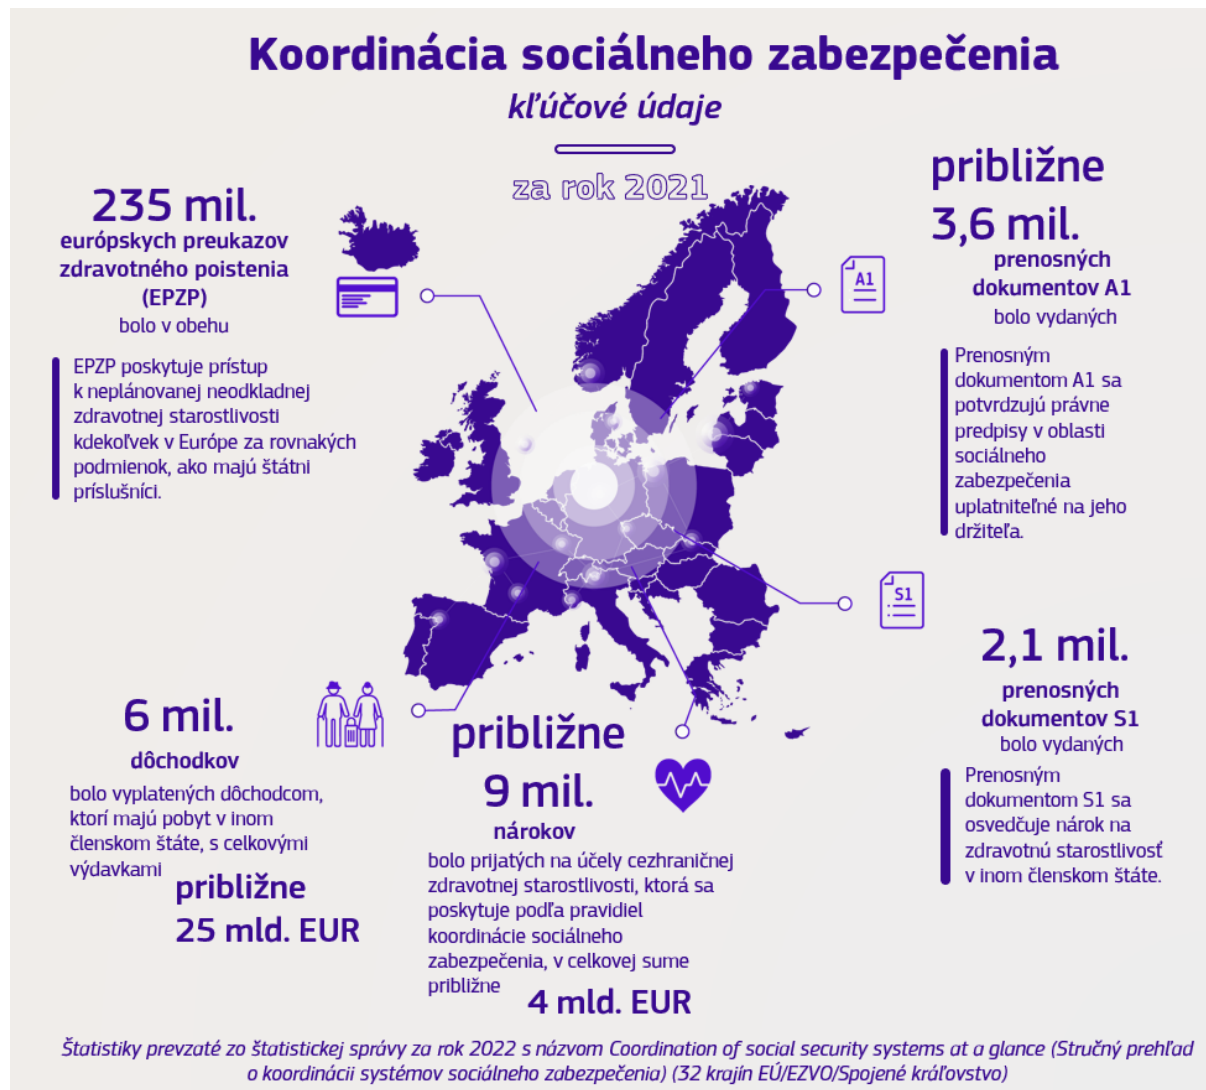 Koordinácia sociálneho zabezpečenia
kľúčové údaje
za rok 2021
235 mil.
európskych preukazov
zdravotného poistenia
(EPZP)
bolo v obehu
EPZP poskytuje prístup
k neplánovanej neodkladnej
zdravotnej starostlivosti
kdekoľvek v Európe za rovnakých
podmienok, ako majú štátni
príslušníci.
približne
3,6 mil.
prenosných
dokumentov A1
bolo vydaných
A1
Prenosným
dokumentom A1 sa
potvrdzujú právne
predpisy v oblasti
sociálneho
zabezpečenia
uplatniteľné na jeho
držiteľa.
S1
2,1 mil.
prenosných
dokumentov S1
bolo vydaných
Prenosným
dokumentom S1 sa
osvedčuje nárok na
zdravotnú starostlivosť
v inom členskom štáte.
6 mil.
dôchodkov
bolo vyplatených dôchodcom,
ktorí majú pobyt v inom
členskom štáte, s celkovými
výdavkami
približne
25 mld. EUR
približne
9 mil.
nárokov
bolo prijatých na účely cezhraničnej
zdravotnej starostlivosti, ktorá sa
poskytuje podľa pravidiel
koordinácie sociálneho
zabezpečenia, v celkovej sume
približne
4 mld. EUR
Štatistiky prevzaté zo štatistickej správy za rok 2022 s názvom Coordination of social security systems at a glance (Stručný prehľad
o koordinácii systémov sociálneho zabezpečenia) (32 krajín EÚ/EZVO/Spojené kráľovstvo)